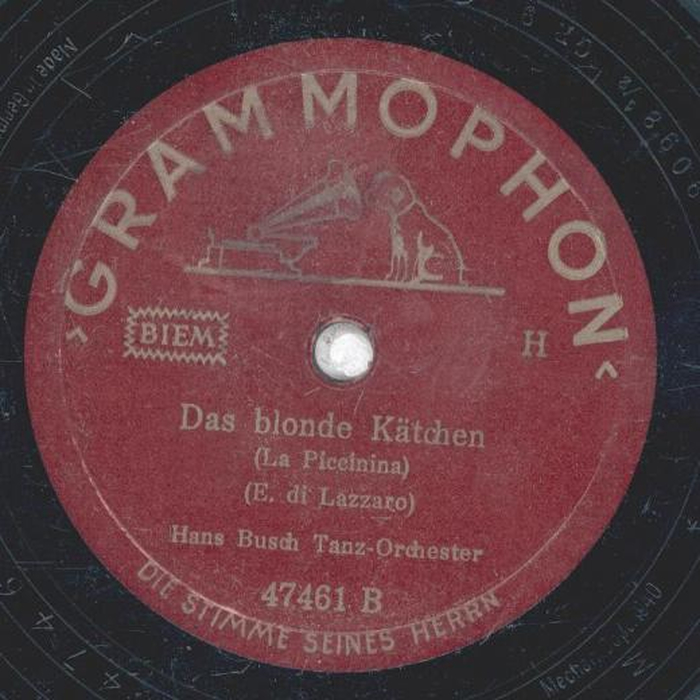 ›GRAMMOPHON‹
BIEM
H
Das blonde Kätchen
(La Piccinina)
(E. di Lazzaro)
Hans Busch Tanz-Orchester
47461 B
DIE STIMME SEINES HERRN